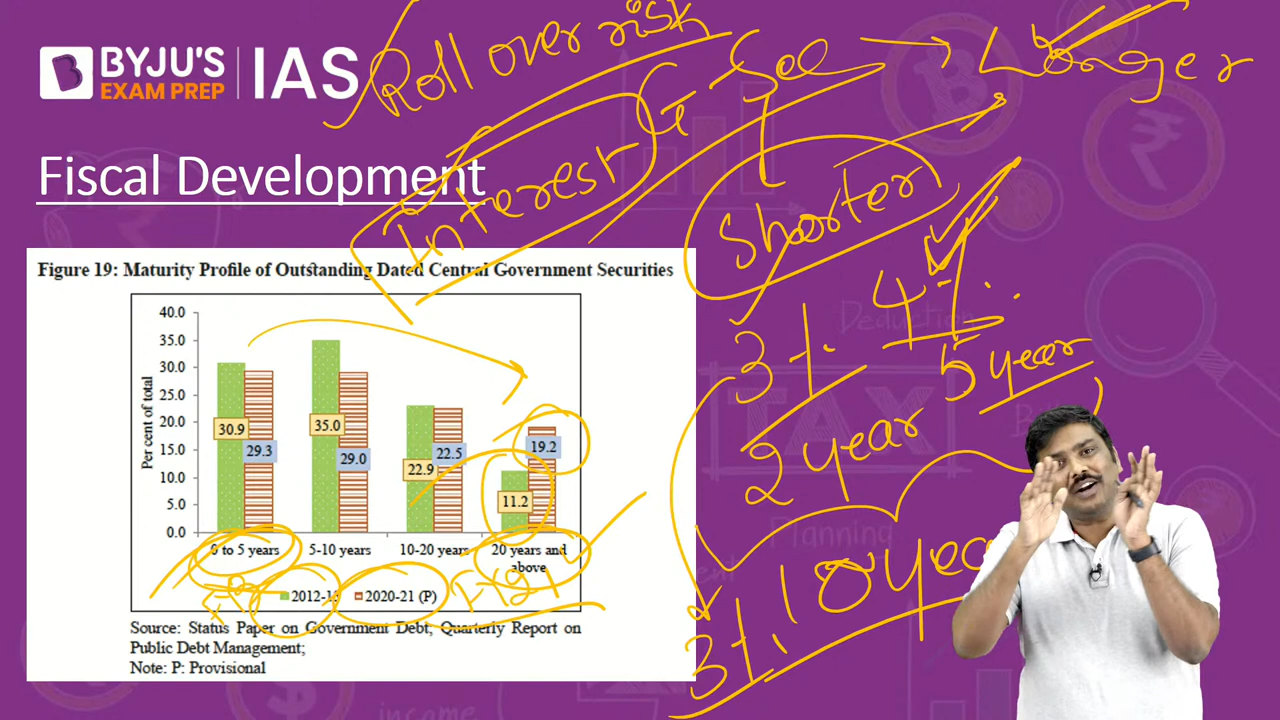 BYJU'S
EXAM PREP
IAS
Roll over risk
Interest
G-Sec → Longer
Shorter
Fiscal Development
3%
4%
2 year
5 year
3%
10 year
Figure 19: Maturity Profile of Outstanding Dated Central Government Securities
Per cent of total
40.0
35.0
30.0
25.0
20.0
15.0
10.0
5.0
0.0
30.9
29.3
35.0
29.0
22.9
22.5
11.2
19.2
0 to 5 years
5-10 years
10-20 years
20 years and
above
2012-1
2020-21 (P)
Source: Status Paper on Government Debt, Quarterly Report on
Public Debt Management;
Note: P: Provisional
Deduction
TAX
Planning
income